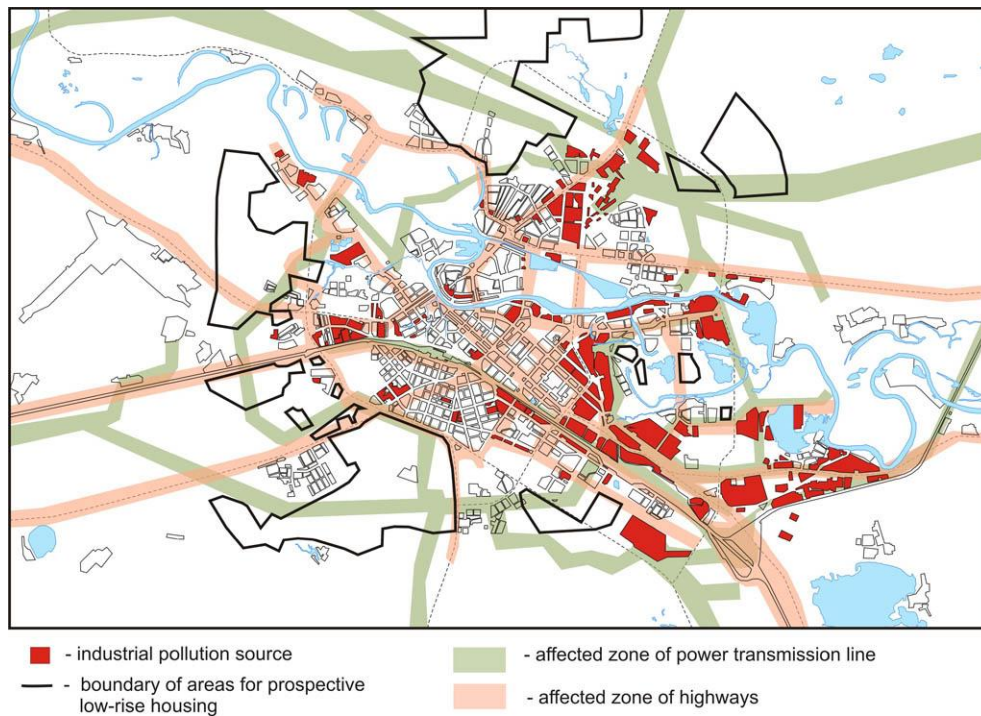 - industrial pollution source
- boundary of areas for prospective
low-rise housing
- affected zone of power transmission line
- affected zone of highways